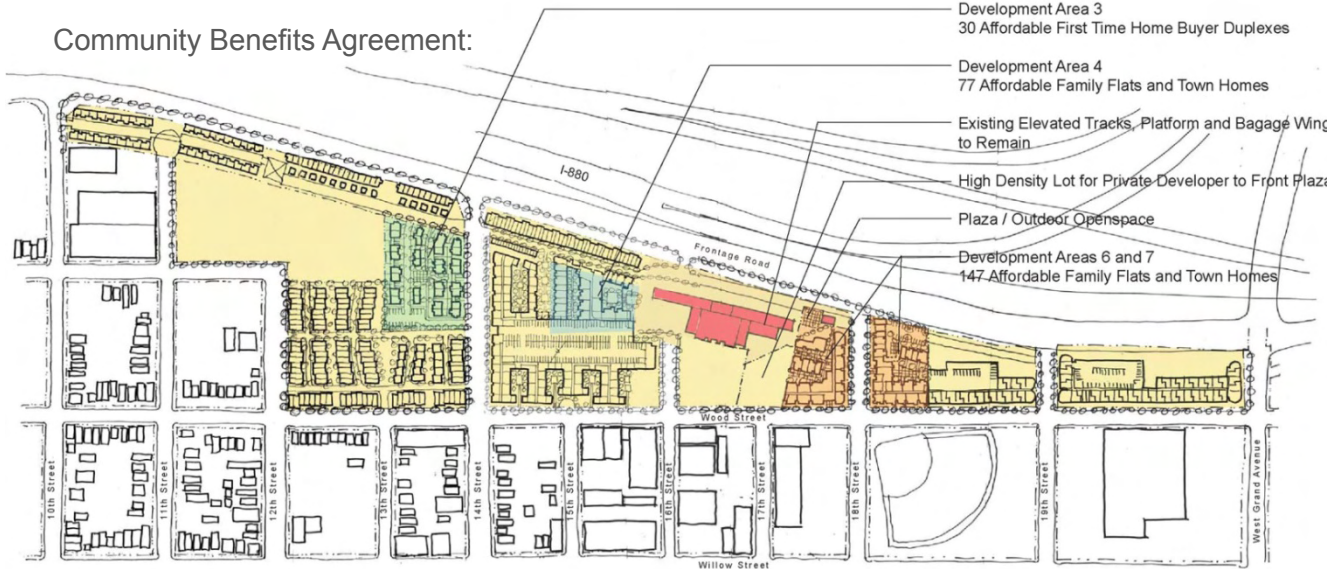 Community Benefits Agreement:
Development Area 3
30 Affordable First Time Home Buyer Duplexes
Development Area 4
77 Affordable Family Flats and Town Homes
Existing Elevated Tracks, Platform and Bagage Wing
to Remain
High Density Lot for Private Developer to Front Plaza
Plaza / Outdoor Openspace
Development Areas 6 and 7
147 Affordable Family Flats and Town Homes
I-880
Frontage Road
Wood Street
10th Street
11th Street
12th Street
13th Street
14th Street
15th Street
16th Street
17th Street
18th Street
19th Street
West Grand Avenue
Willow Street